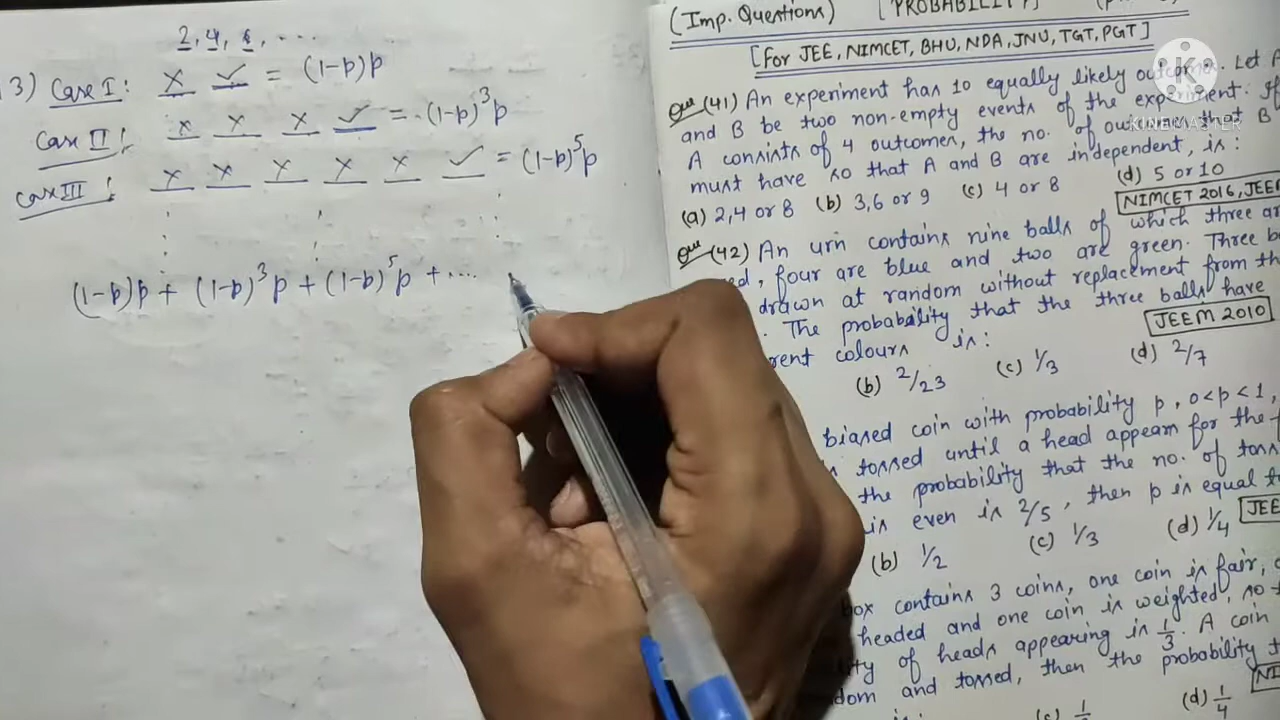 2, 4, 6, ....
13) Case I: × ✓ = (1-p)p
Case II: × × × ✓ = (1-p)³p
Case III: × × × × × ✓ = (1-p)⁵p
(1-p)p + (1-p)³p + (1-p)⁵p + ....
(Imp. Questions) [PROBABILITY]
[For JEE, NIMCET, BHU, NDA, JNU, TGT, PGT]
Que (41) An experiment has 10 equally likely outcomes. Let A
and B be two non-empty events of the experiment. If
A consists of 4 outcomes, the no. of outcomes that B
must have so that A and B are independent, is:
(a) 2,4 or 8 (b) 3,6 or 9 (c) 4 or 8 (d) 5 or 10
[NIMCET 2016, JEEM
Que (42) An urn contains nine balls of which three are
red, four are blue and two are green. Three
drawn at random without replacement from the
. The probability that the three balls have
colours is: JEEM 2010
(b) 2/23 (c) 1/3 (d) 2/7
biased coin with probability p, 0<p<1,
tossed until a head appears for the
the probability that the no. of
is even is 2/5, then p is equal
(b) 1/2 (c) 1/3 (d) 1/4 JEE
box contains 3 coins, one coin is fair,
headed and one coin is weighted, so
of heads appearing is 1/3. A coin
and tossed, then the probability
(d) 1/4
K
KINEMASTER